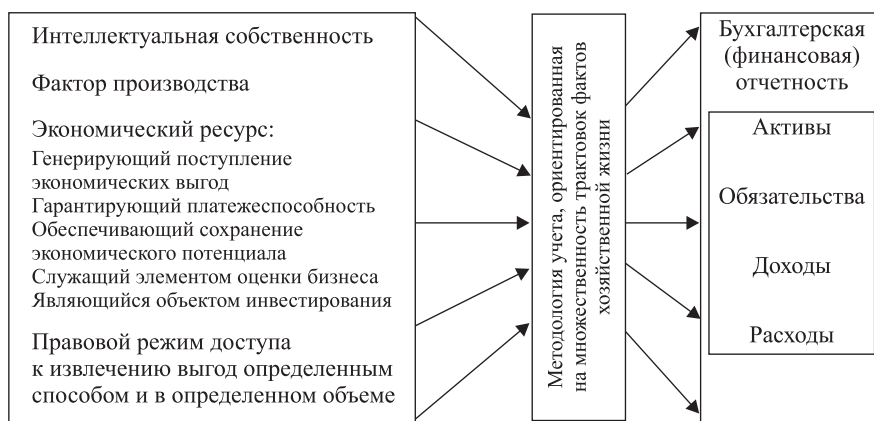 Интеллектуальная собственность
Фактор производства
Экономический ресурс:
Генерирующий поступление
экономических выгод
Гарантирующий платежеспособность
Обеспечивающий сохранение
экономического потенциала
Служащий элементом оценки бизнеса
Являющийся объектом инвестирования
Правовой режим доступа
к извлечению выгод определенным
способом и в определенном объеме
Методология учета, ориентированная
на множественность трактовок фактов
хозяйственной жизни
Бухгалтерская
(финансовая)
отчетность
Активы
Обязательства
Доходы
Расходы